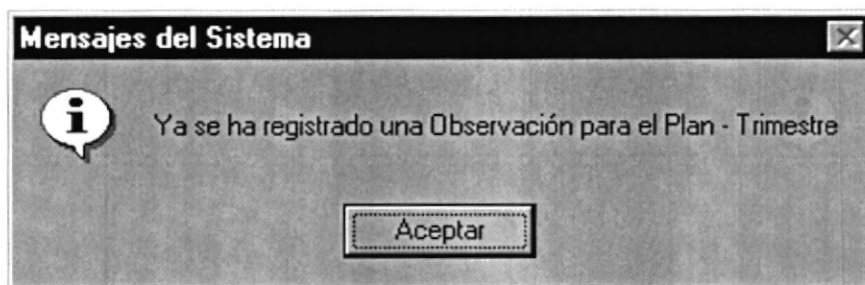 Mensajes del Sistema
Ya se ha registrado una Observación para el Plan - Trimestre
Aceptar